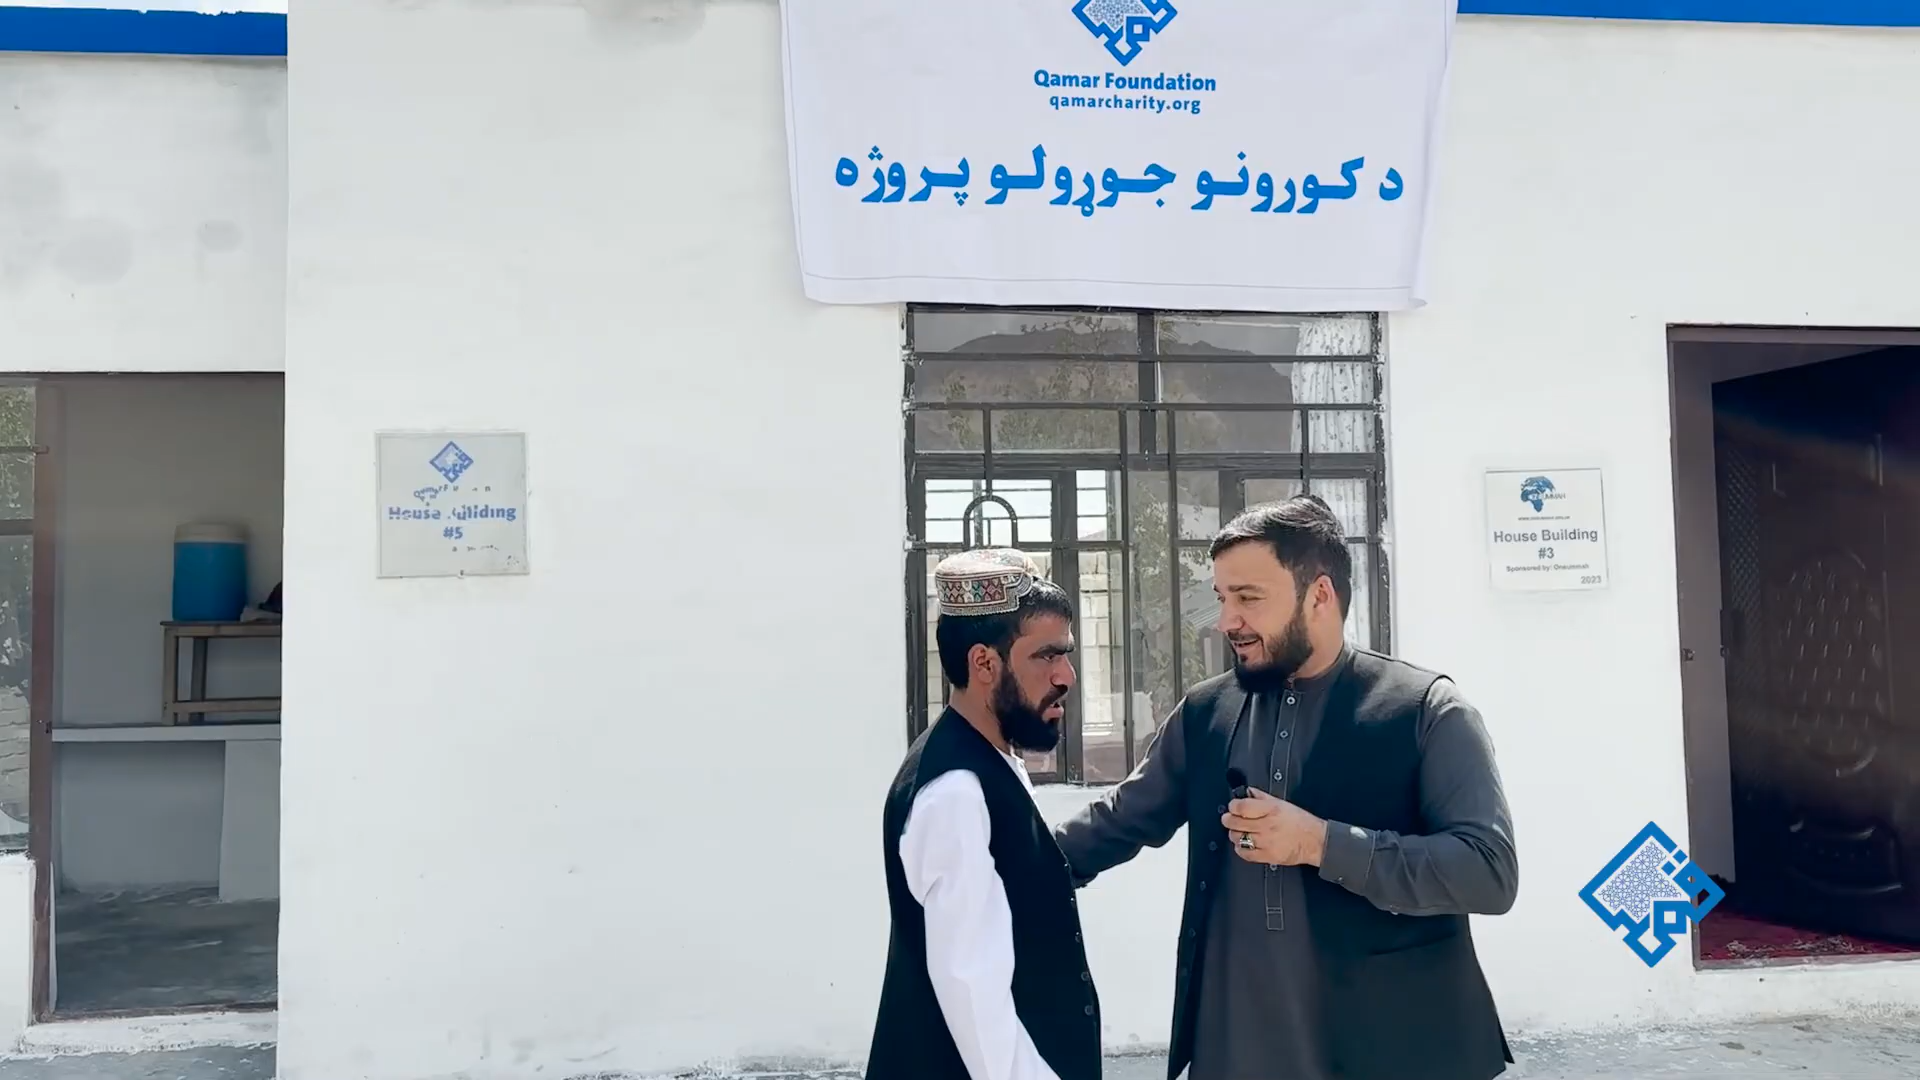 Qamar Foundation
qamarcharity.org
د کورونو جوړولو پروژه
House Building
#5
House Building
#3
Sponsored by: Oneummah
2023